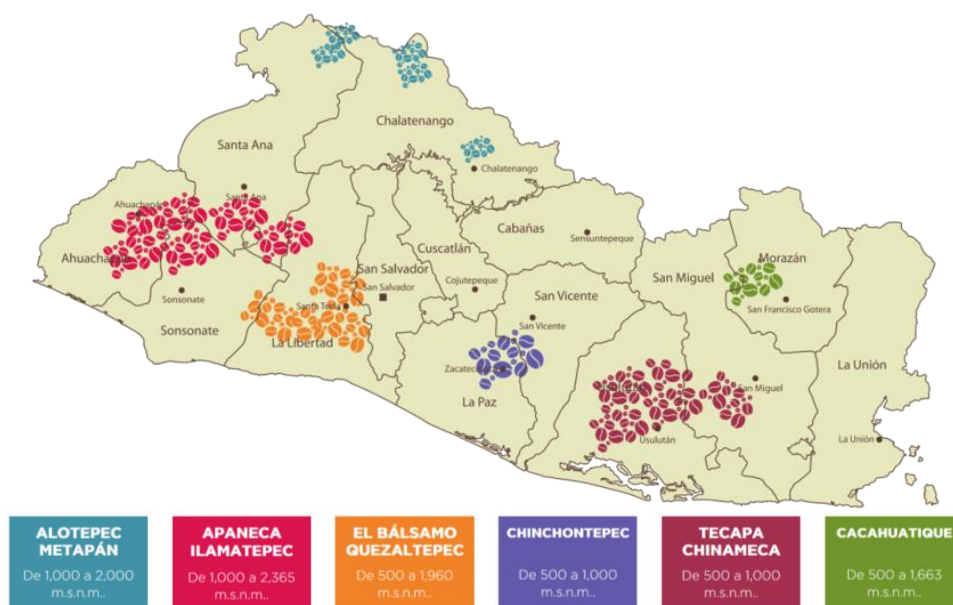 Chalatenango
Santa Ana
Chalatenango
Santa Ana
Ahuachapán
Cabañas
Sensuntepeque
Cuscatlán
Ahuachapán
Morazán
San Salvador
San Miguel
Sonsonate
San Salvador
Cojutepeque
San Vicente
San Francisco Gotera
Santa Tecla
Sonsonate
San Vicente
La Libertad
La Unión
Zacatecoluca
San Miguel
La Paz
Usulután
Usulután
La Unión
ALOTEPEC
METAPÁN
De 1,000 a 2,000
m.s.n.m..
APANECA
ILAMATEPEC
De 1,000 a 2,365
m.s.n.m..
EL BÁLSAMO
QUEZALTEPEC
De 500 a 1,960
m.s.n.m..
CHINCHONTEPEC
De 500 a 1,000
m.s.n.m..
TECAPA
CHINAMECA
De 500 a 1,000
m.s.n.m..
CACAHUATIQUE
De 500 a 1,663
m.s.n.m..